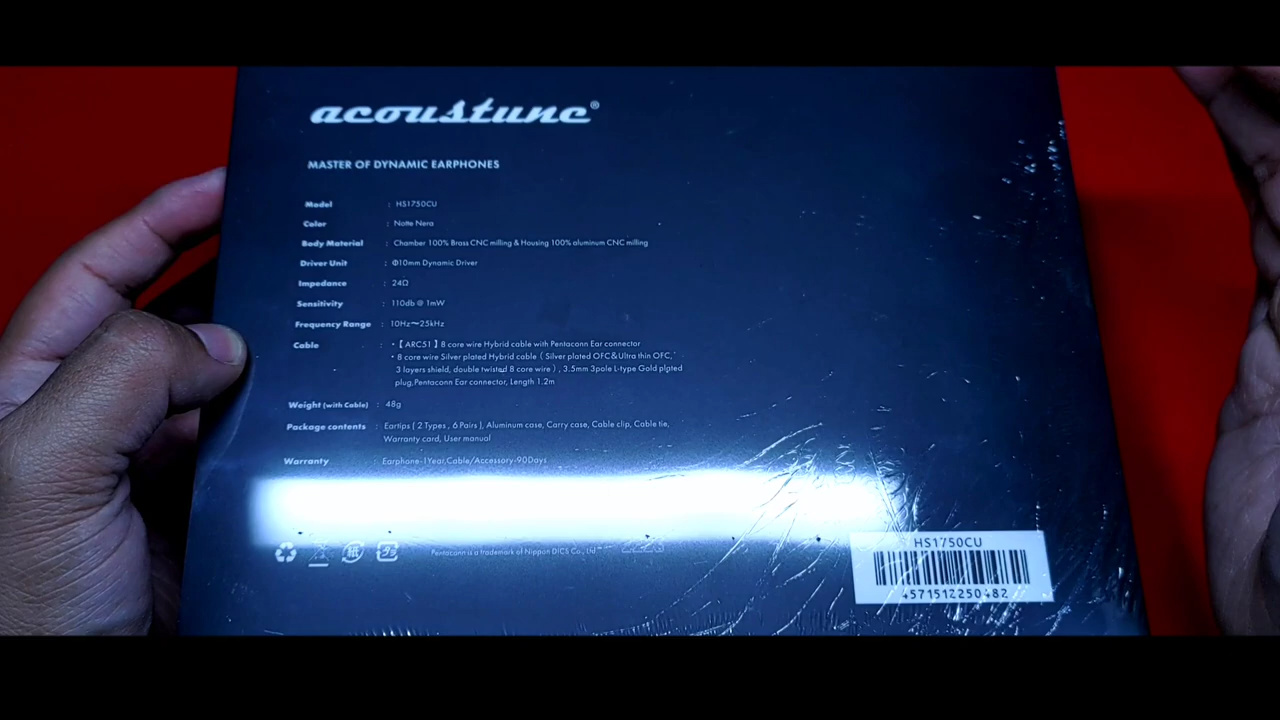 acoustune®
MASTER OF DYNAMIC EARPHONES
Model : HS1750CU
Color : Notte Nera
Body Material : Chamber 100% Brass CNC milling & Housing 100% aluminum CNC milling
Driver Unit : Φ10mm Dynamic Driver
Impedance : 24Ω
Sensitivity : 110db @ 1mW
Frequency Range : 10Hz〜25kHz
Cable : •【 ARC51 】8 core wire Hybrid cable with Pentaconn Ear connector
• 8 core wire Silver plated Hybrid cable ( Silver plated OFC&Ultra thin OFC,
3 layers shield, double twisted 8 core wire ) , 3.5mm 3pole L-type Gold plpted
plug,Pentaconn Ear connector, Length 1.2m
Weight (with Cable) : 48g
Package contents : Eartips ( 2 Types , 6 Pairs ), Aluminum case, Carry case, Cable clip, Cable tie,
Warranty card, User manual
Warranty : Earphone-1Year,Cable/Accessory-90Days
紙 プラ Pentaconn is a trademark of Nippon DICS Co., Ltd
HS1750CU
4571512250482